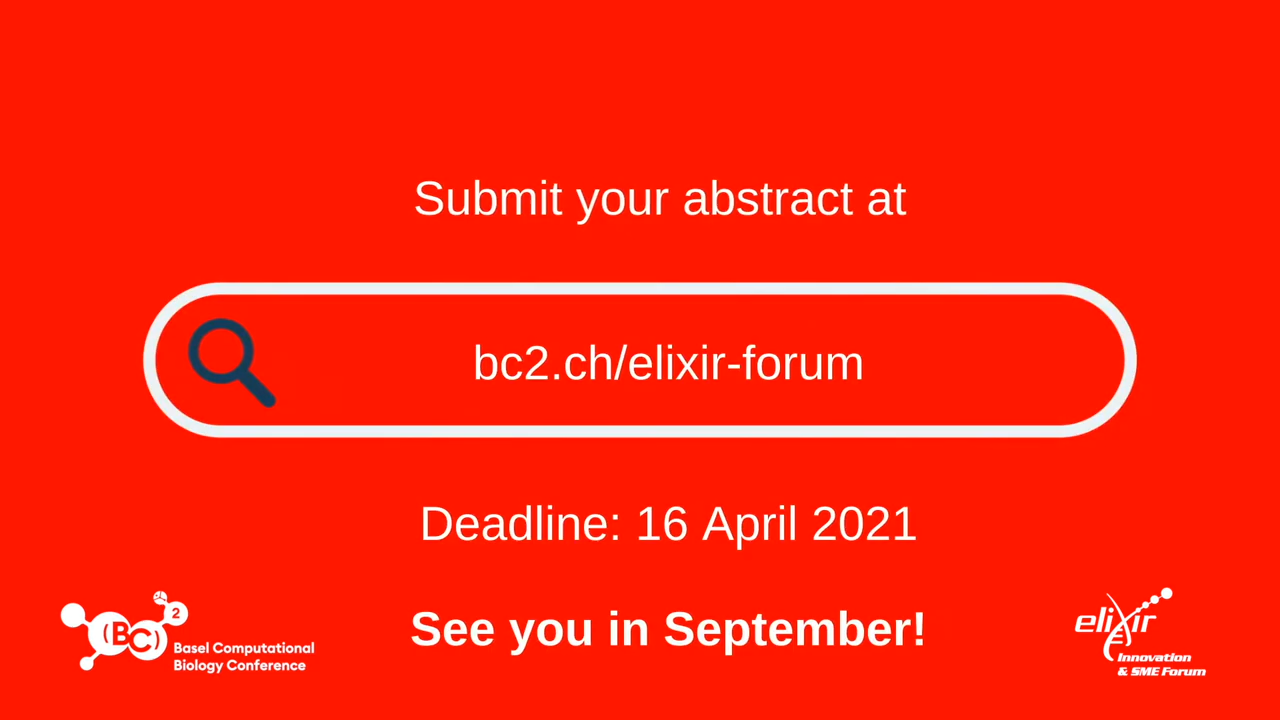 Submit your abstract at
bc2.ch/elixir-forum
Deadline: 16 April 2021
See you in September!
(BC)2
Basel Computational
Biology Conference
elixir
Innovation
& SME Forum